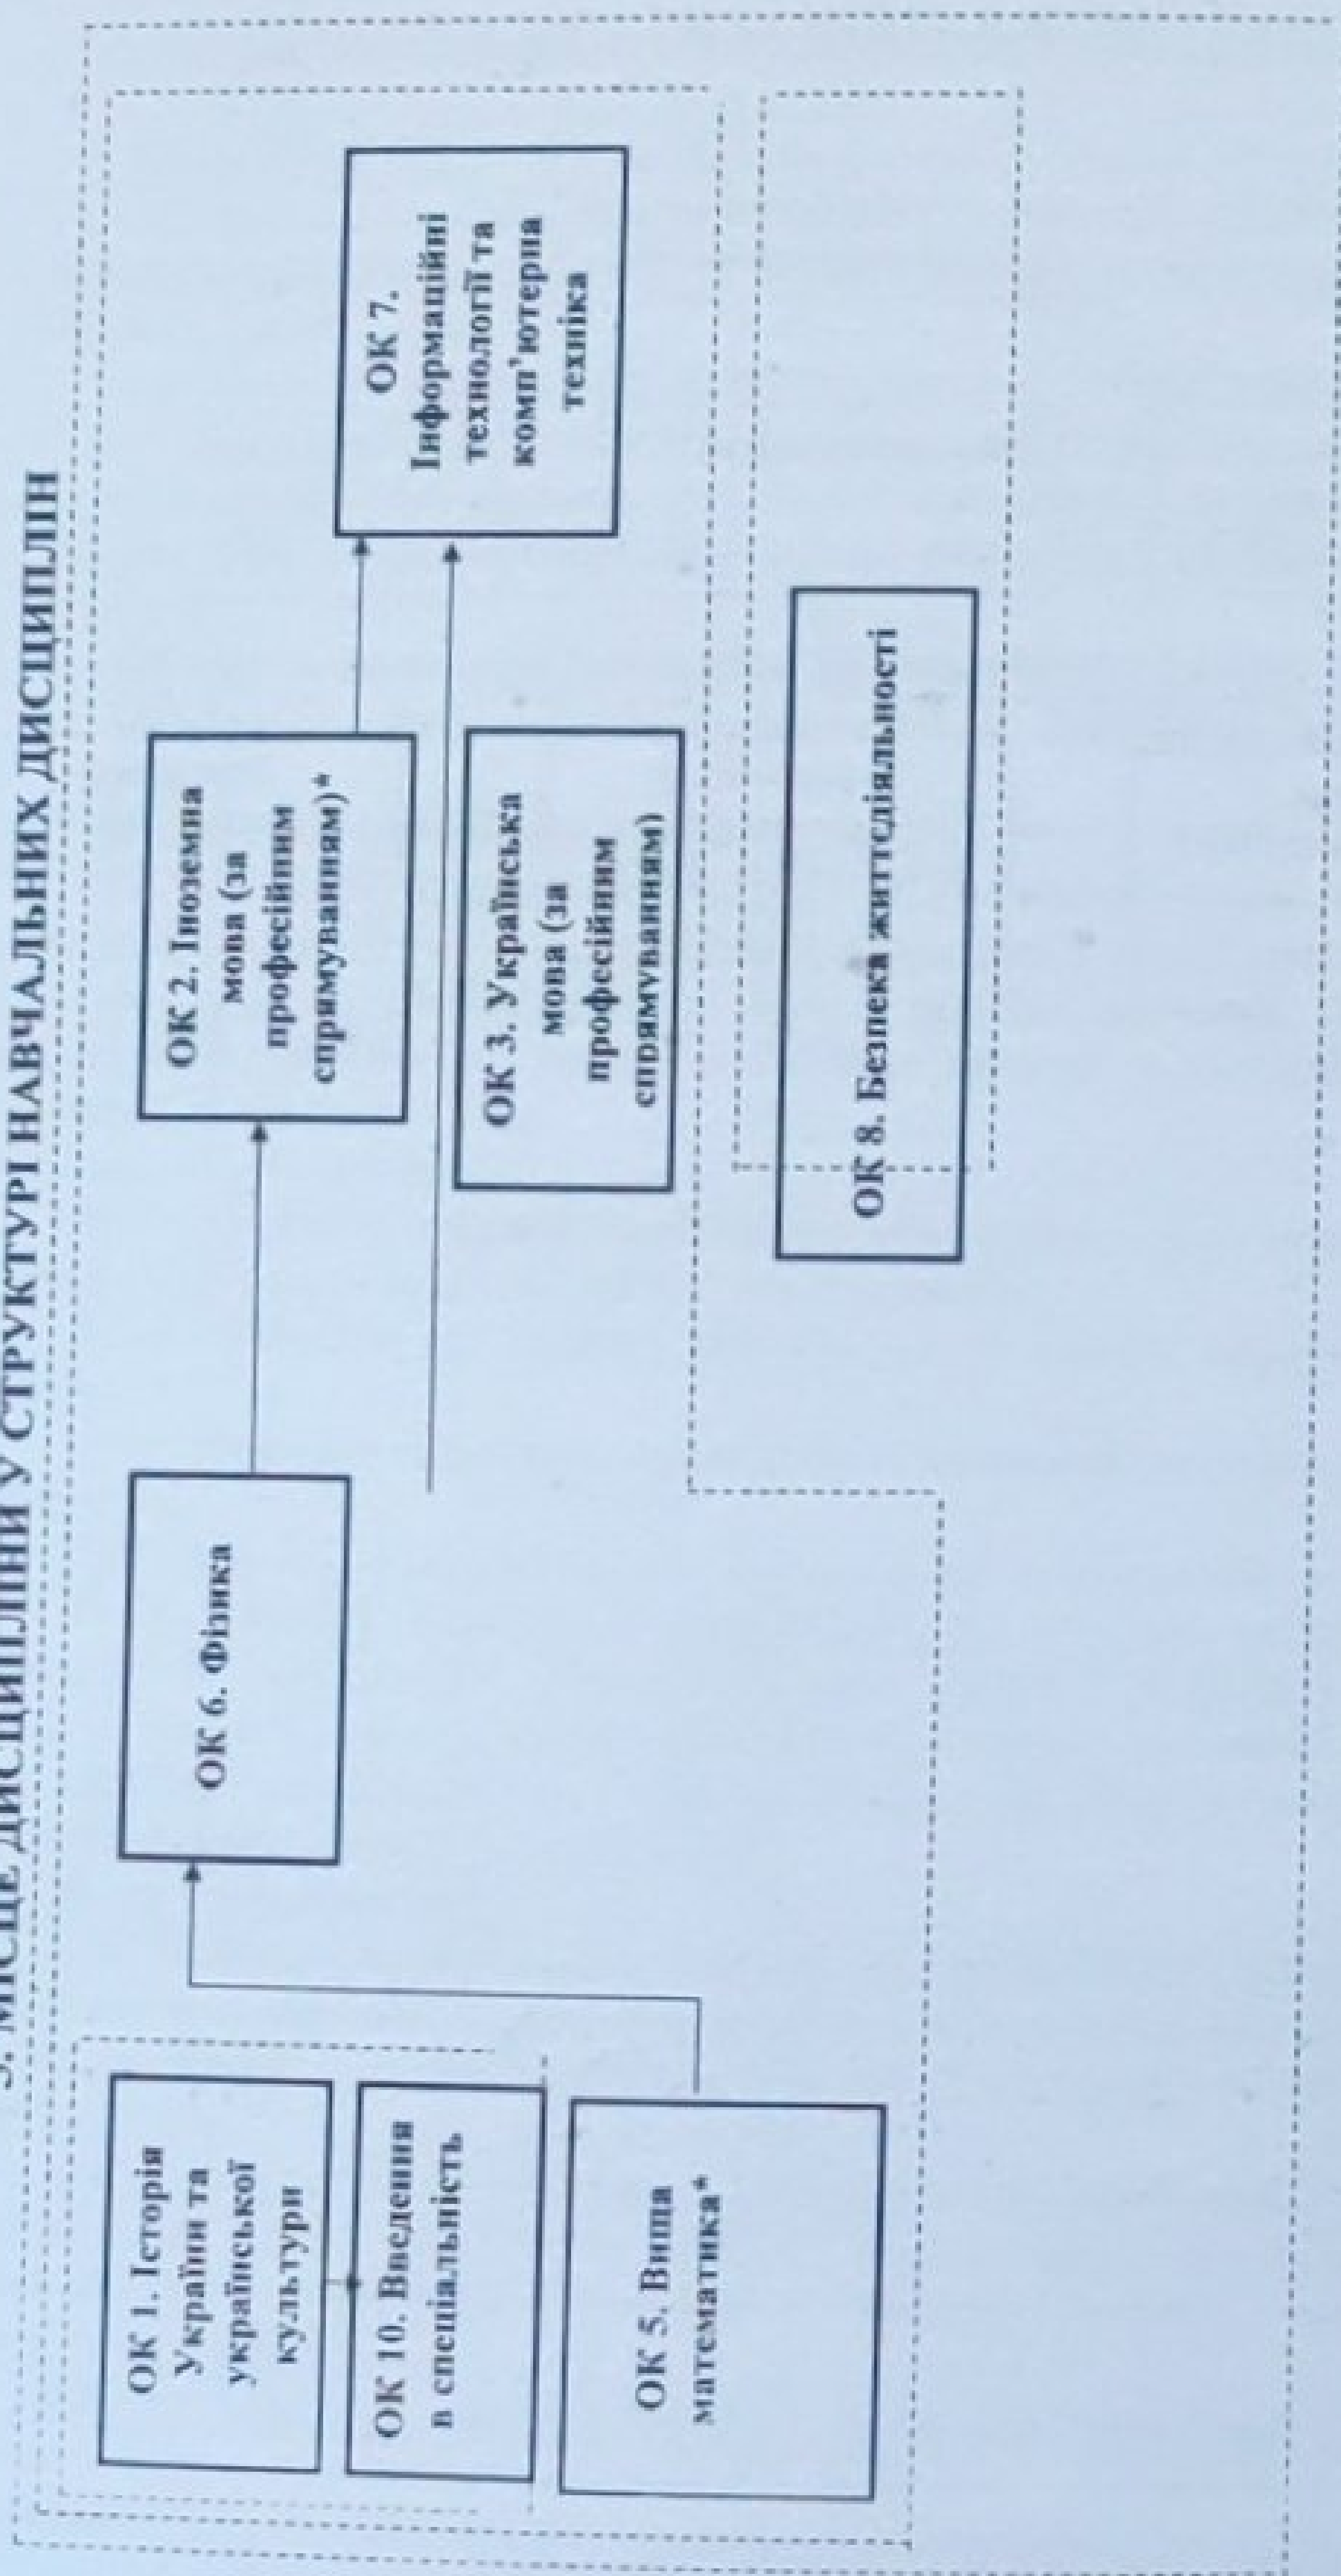 3. МІСЦЕ ДИСЦИПЛІНИ У СТРУКТУРІ НАВЧАЛЬНИХ ДИСЦИПЛІН
ОК 1. Історія
України та
української
культури
ОК 10. Введення
в спеціальність
ОК 5. Вища
математика*
ОК 6. Фізика
ОК 2. Іноземна
мова (за
професійним
спрямуванням)*
ОК 3. Українська
мова (за
професійним
спрямуванням)
ОК 7.
Інформаційні
технології та
комп'ютерна
техніка
ОК 8. Безпека життєдіяльності